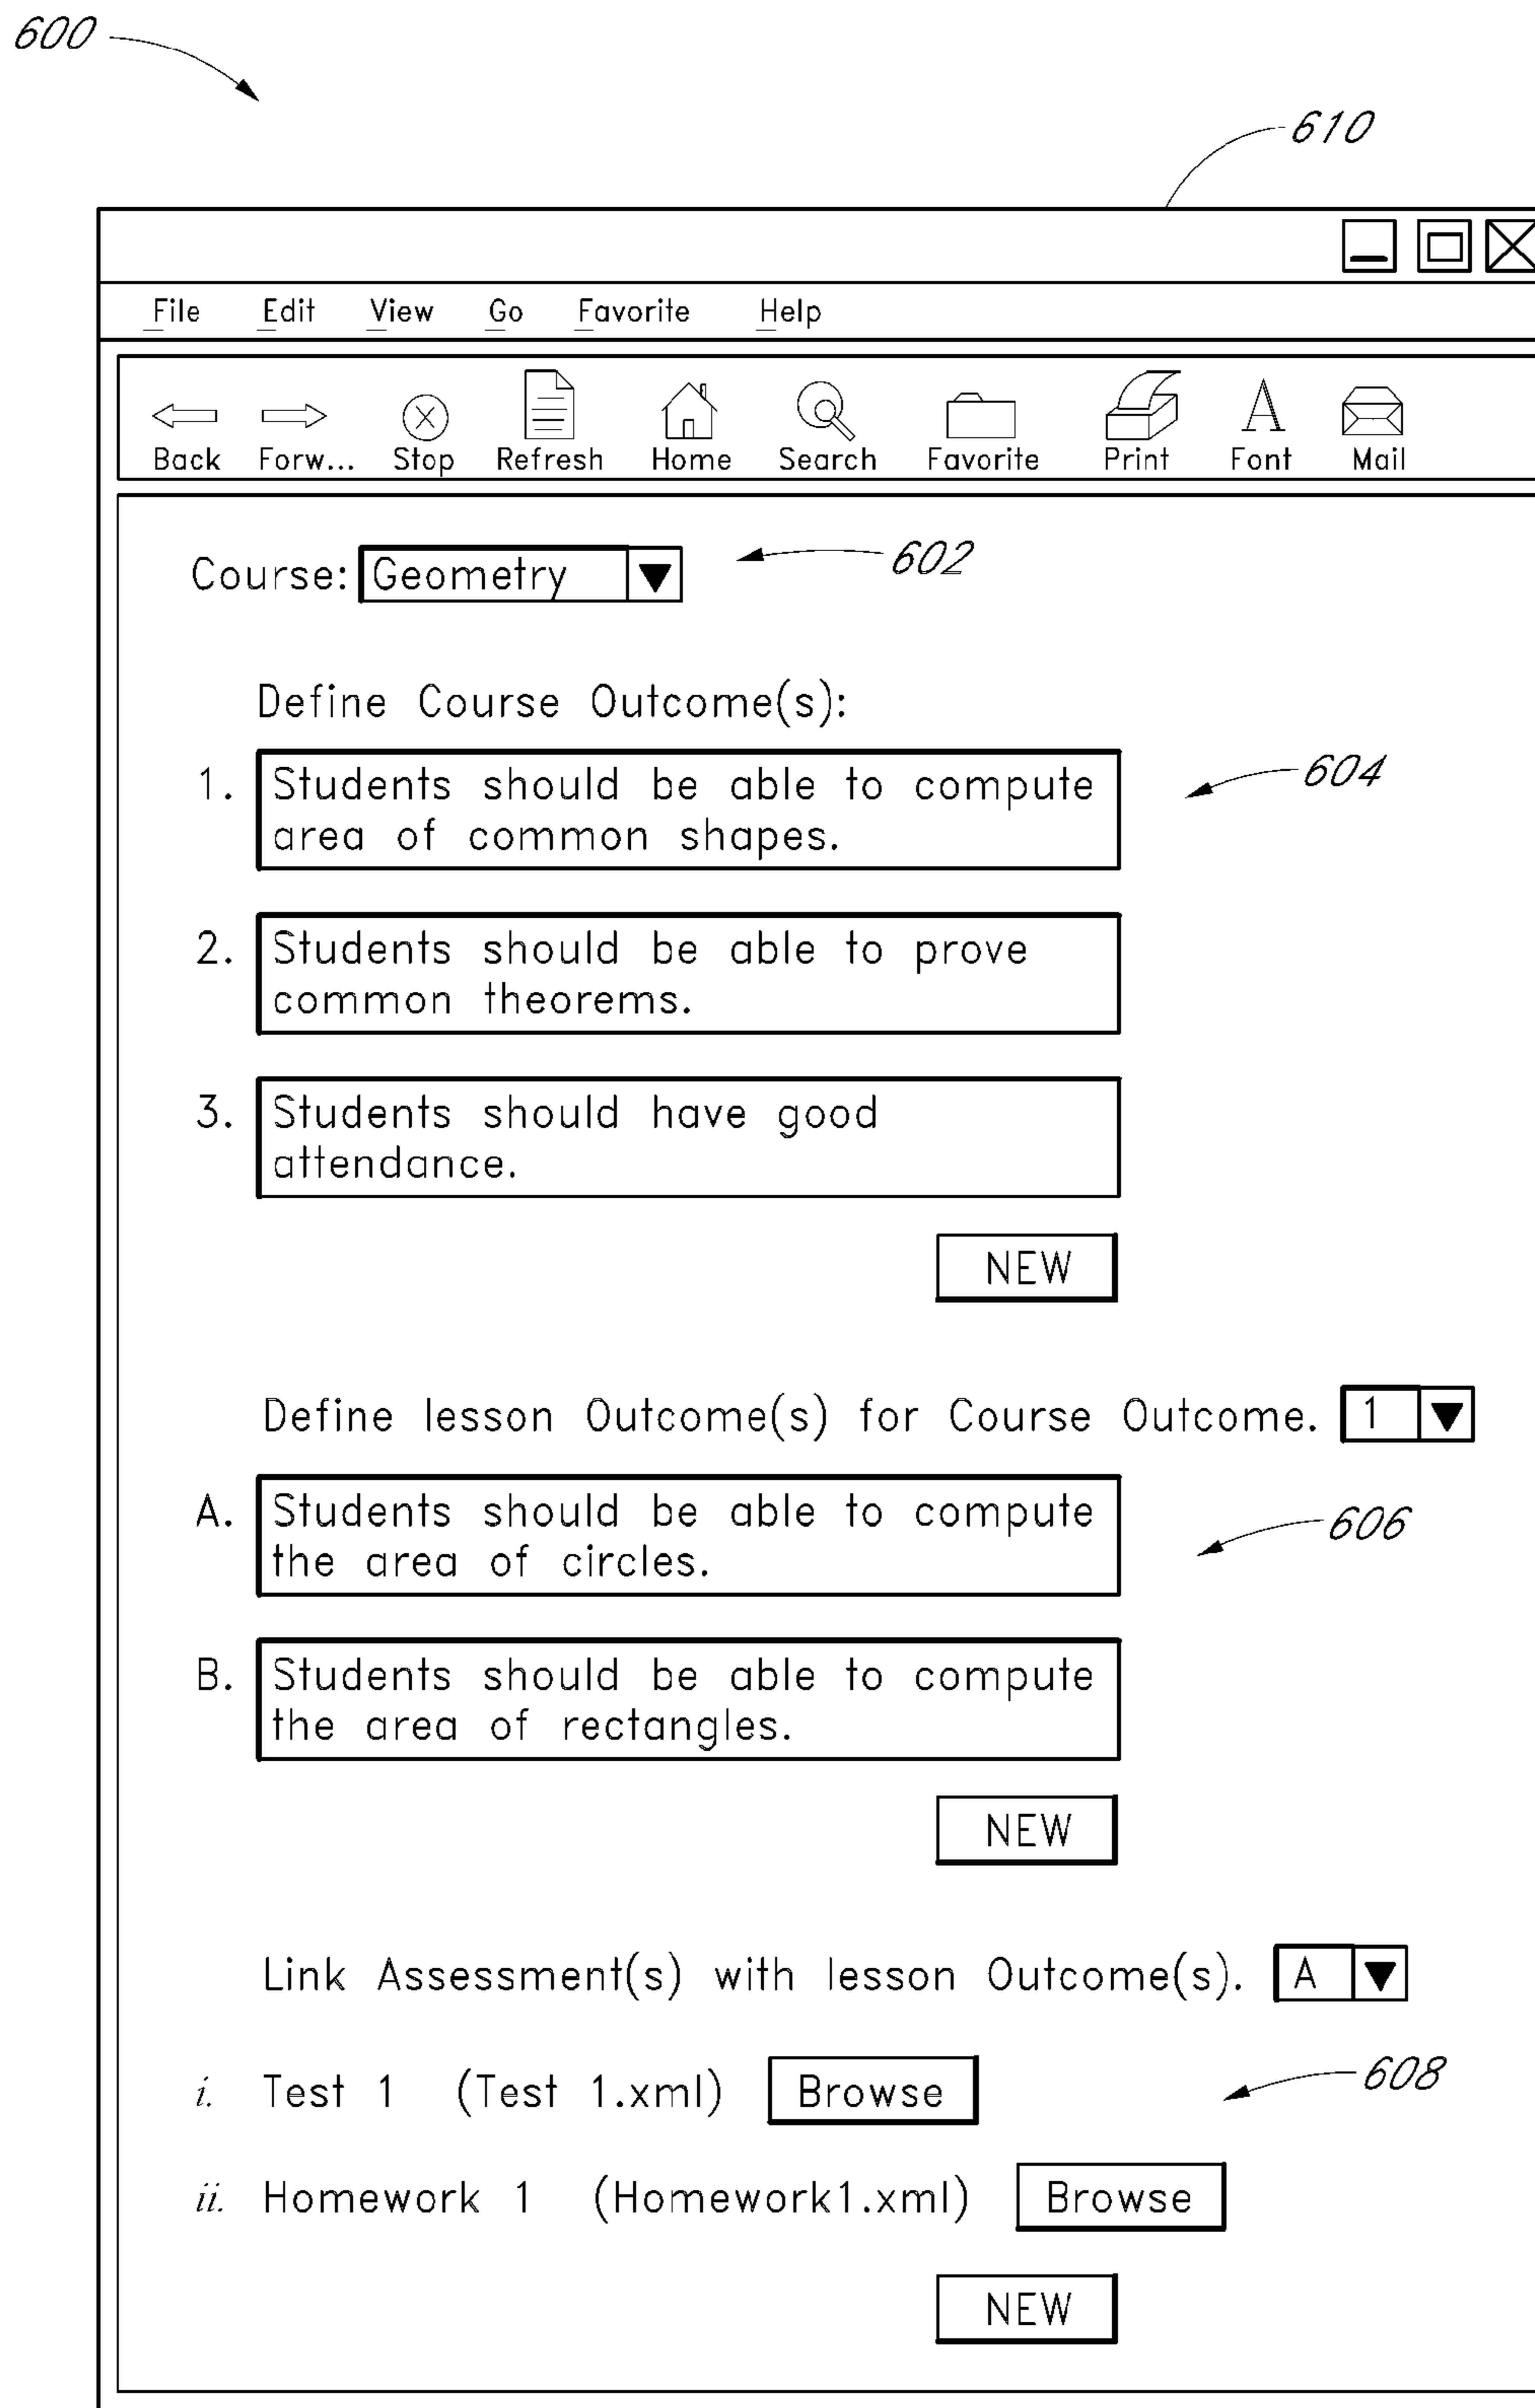 600
610
File Edit View Go Favorite Help
Back Forw... Stop Refresh Home Search Favorite Print Font Mail
Course: Geometry 602
Define Course Outcome(s):
1. Students should be able to compute 604
area of common shapes.
2. Students should be able to prove
common theorems.
3. Students should have good
attendance.
NEW
Define lesson Outcome(s) for Course Outcome. 1
A. Students should be able to compute 606
the area of circles.
B. Students should be able to compute
the area of rectangles.
NEW
Link Assessment(s) with lesson Outcome(s). A
i. Test 1 (Test 1.xml) Browse 608
ii. Homework 1 (Homework1.xml) Browse
NEW